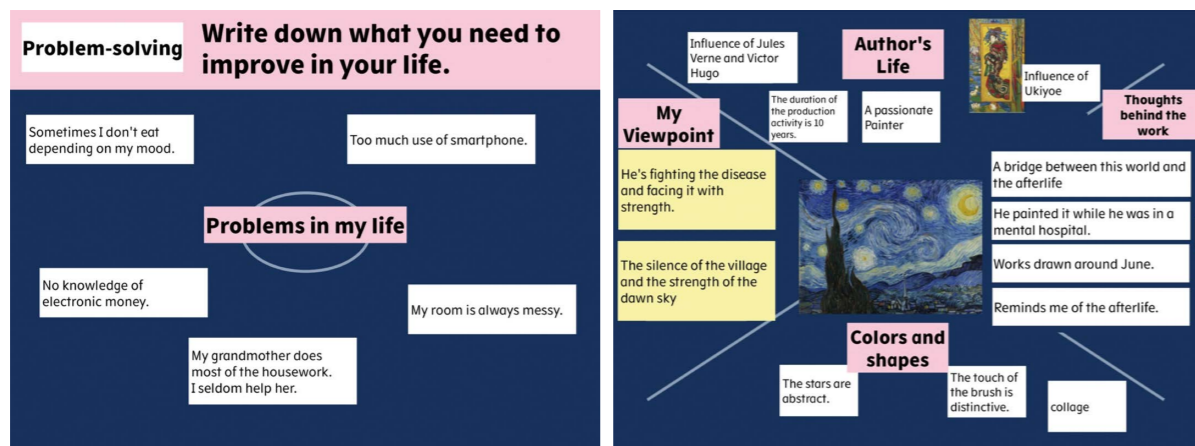 Problem-solving
Write down what you need to
improve in your life.
Sometimes I don't eat
depending on my mood.
Too much use of smartphone.
Problems in my life
No knowledge of
electronic money.
My room is always messy.
My grandmother does
most of the housework.
I seldom help her.
Influence of Jules
Verne and Victor
Hugo
Author's
Life
Influence of
Ukiyoe
The duration of
the production
activity is 10
years.
A passionate
Painter
My
Viewpoint
Thoughts
behind the
work
He's fighting the disease
and facing it with
strength.
The silence of the village
and the strength of the
dawn sky
A bridge between this world and
the afterlife
He painted it while he was in a
mental hospital.
Works drawn around June.
Reminds me of the afterlife.
Colors and
shapes
The stars are
abstract.
The touch of
the brush is
distinctive.
collage